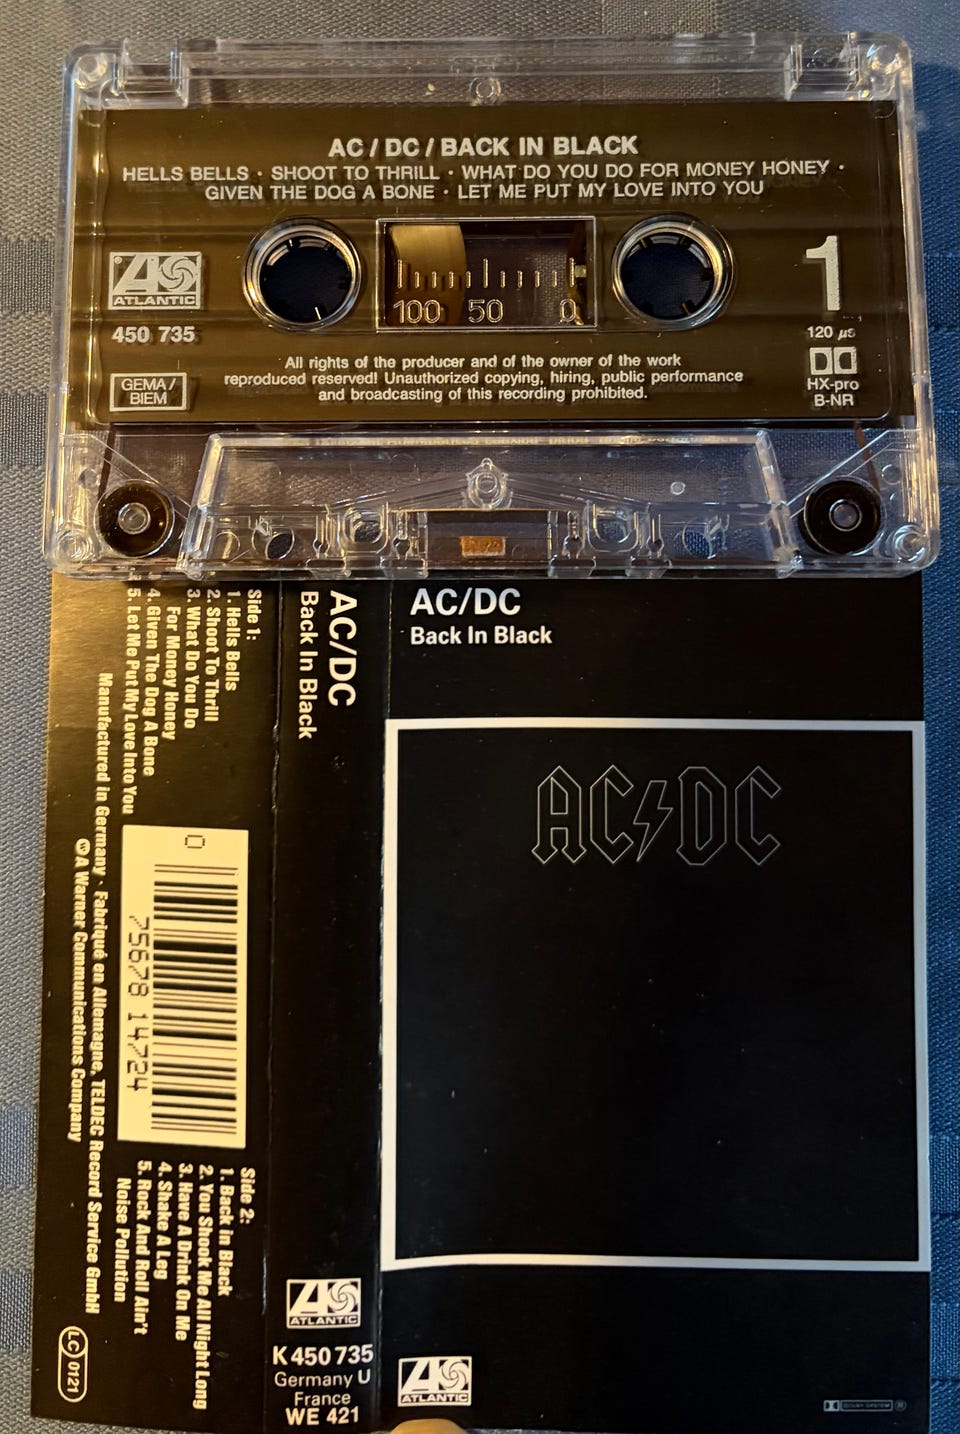 AC / DC / BACK IN BLACK
HELLS BELLS · SHOOT TO THRILL · WHAT DO YOU DO FOR MONEY HONEY ·
GIVEN THE DOG A BONE · LET ME PUT MY LOVE INTO YOU
ATLANTIC
450 735
GEMA/
BIEM
100 50 0
1
120 µs
HX-pro
B-NR
All rights of the producer and of the owner of the work
reproduced reserved! Unauthorized copying, hiring, public performance
and broadcasting of this recording prohibited.
Side 1:
1. Hells Bells
2. Shoot To Thrill
3. What Do You Do
For Money Honey
4. Given The Dog A Bone
5. Let Me Put My Love Into You
0
75678 14724
Side 2:
1. Back in Black
2. You Shook Me All Night Long
3. Have A Drink On Me
4. Shake A Leg
5. Rock And Roll Ain't
Noise Pollution
Manufactured in Germany · Fabriqué en Allemagne, TELDEC Record Service GmbH
A Warner Communications Company
LC 0121
AC/DC
Back In Black
ATLANTIC
K 450 735
Germany U
France
WE 421
AC/DC
Back In Black
AC DC
ATLANTIC
DOLBY SYSTEM